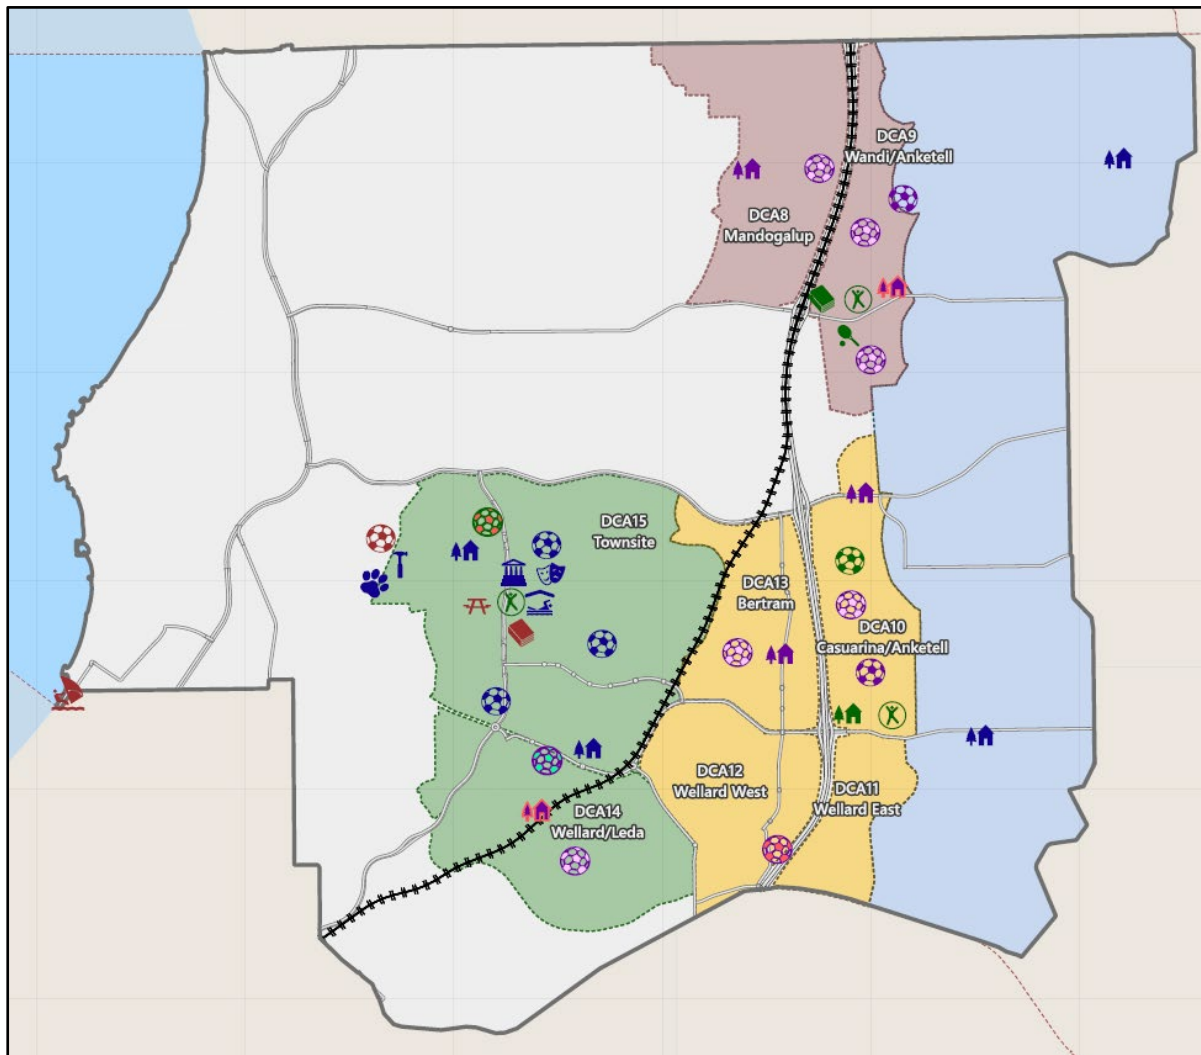 DCA9
Wandi/Anketell
DCA8
Mandogalup
DCA15
Townsite
DCA13
Bertram
DCA10
Casuarina/Anketell
DCA12
Wellard West
DCA11
Wellard East
DCA14
Wellard/Leda